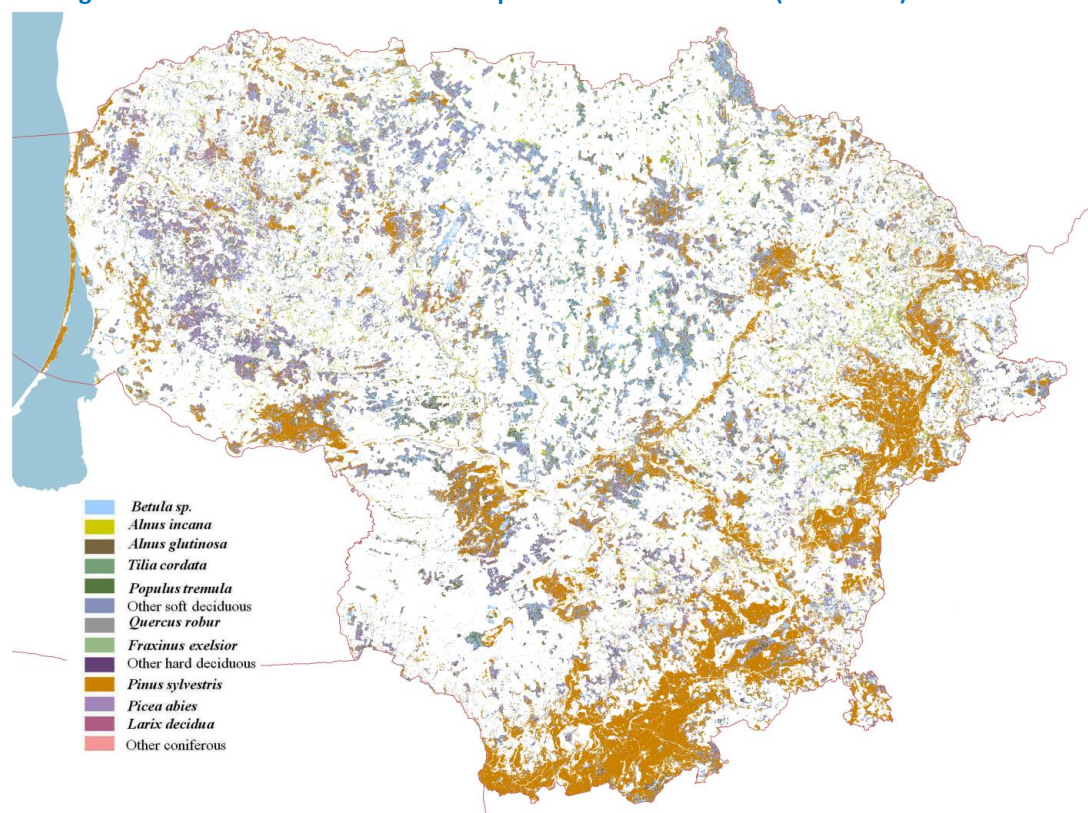 Betula sp.
Alnus incana
Alnus glutinosa
Tilia cordata
Populus tremula
Other soft deciduous
Quercus robur
Fraxinus exelsior
Other hard deciduous
Pinus sylvestris
Picea abies
Larix decidua
Other coniferous